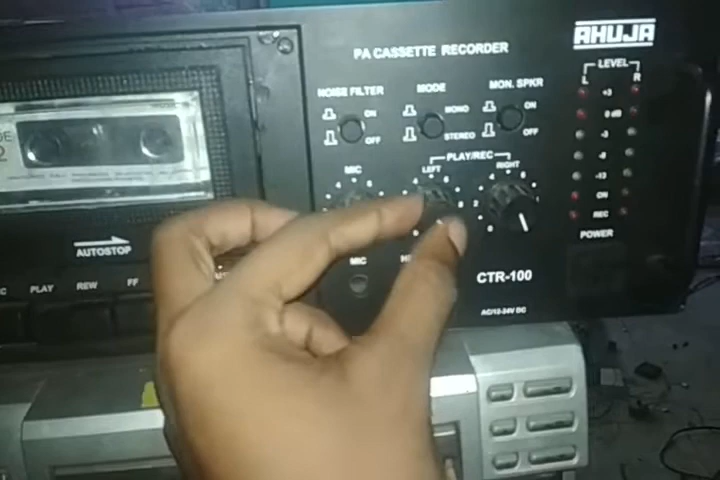 AHUJA
PA CASSETTE RECORDER
LEVEL
L R
NOISE FILTER
ON
OFF
MODE
MONO
STEREO
MON. SPKR
ON
OFF
+3
0 dB
-3
-8
-13
ON
REC
POWER
PLAY/REC
MIC
LEFT
RIGHT
MIC
AUTOSTOP
PLAY REW FF
CTR-100
AC/12-24V DC